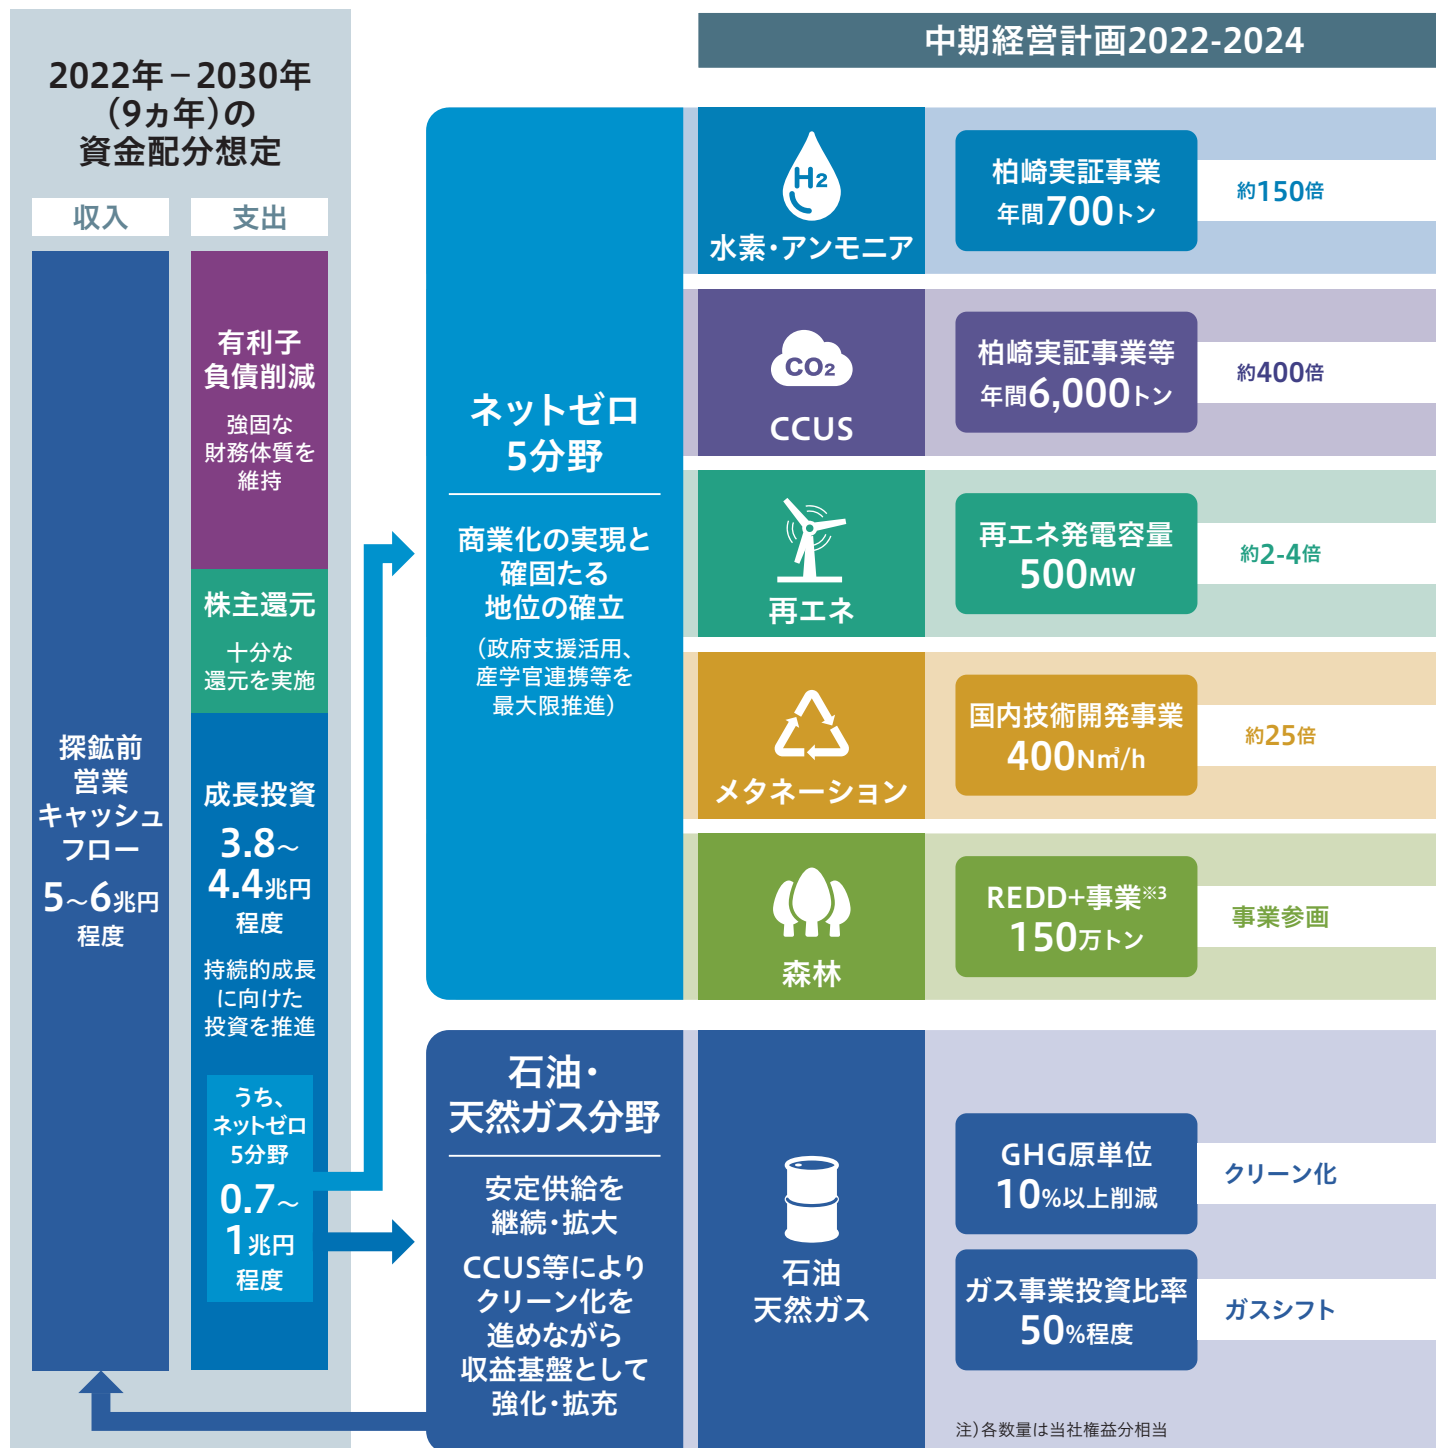 2022年－2030年
（9ヵ年）の
資金配分想定
収入
支出
探鉱前
営業
キャッシュ
フロー
5～6兆円
程度
有利子
負債削減
強固な
財務体質を
維持
株主還元
十分な
還元を実施
成長投資
3.8～
4.4兆円
程度
持続的成長
に向けた
投資を推進
うち、
ネットゼロ
5分野
0.7～
1兆円
程度
中期経営計画2022-2024
ネットゼロ
5分野
商業化の実現と
確固たる
地位の確立
（政府支援活用、
産学官連携等を
最大限推進）
H2
水素・アンモニア
柏崎実証事業
年間700トン
約150倍
CO2
CCUS
柏崎実証事業等
年間6,000トン
約400倍
再エネ
再エネ発電容量
500MW
約2-4倍
メタネーション
国内技術開発事業
400Nm³/h
約25倍
森林
REDD+事業※3
150万トン
事業参画
石油・
天然ガス分野
安定供給を
継続・拡大
CCUS等により
クリーン化を
進めながら
収益基盤として
強化・拡充
石油
天然ガス
GHG原単位
10%以上削減
クリーン化
ガス事業投資比率
50%程度
ガスシフト
注）各数量は当社権益分相当